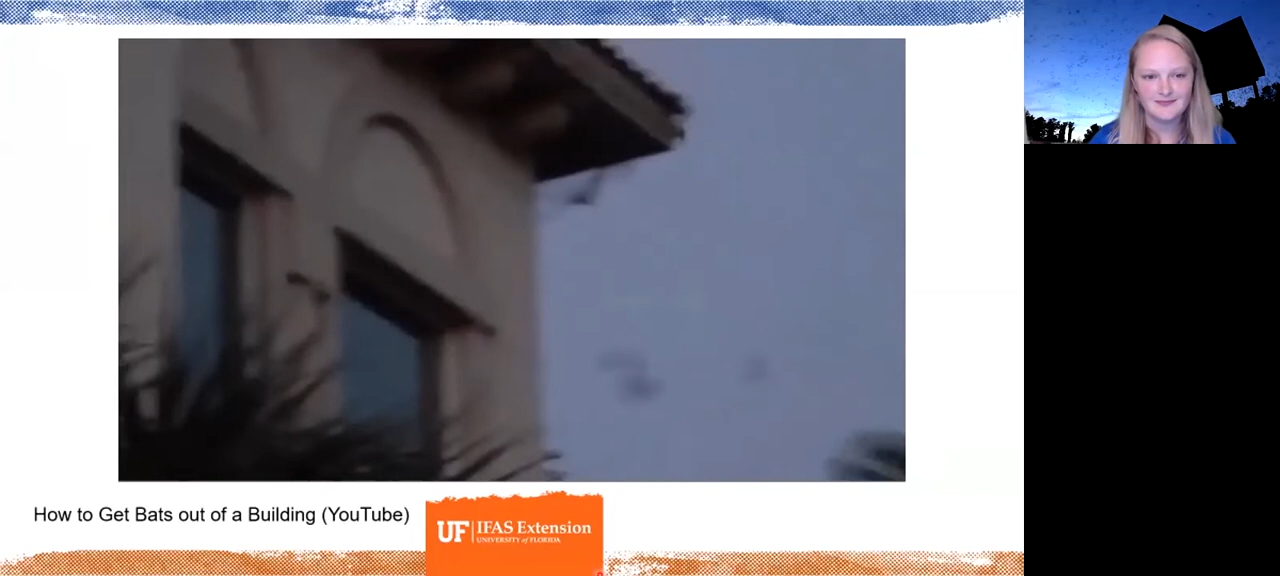 How to Get Bats out of a Building (YouTube)
UF IFAS Extension
UNIVERSITY of FLORIDA